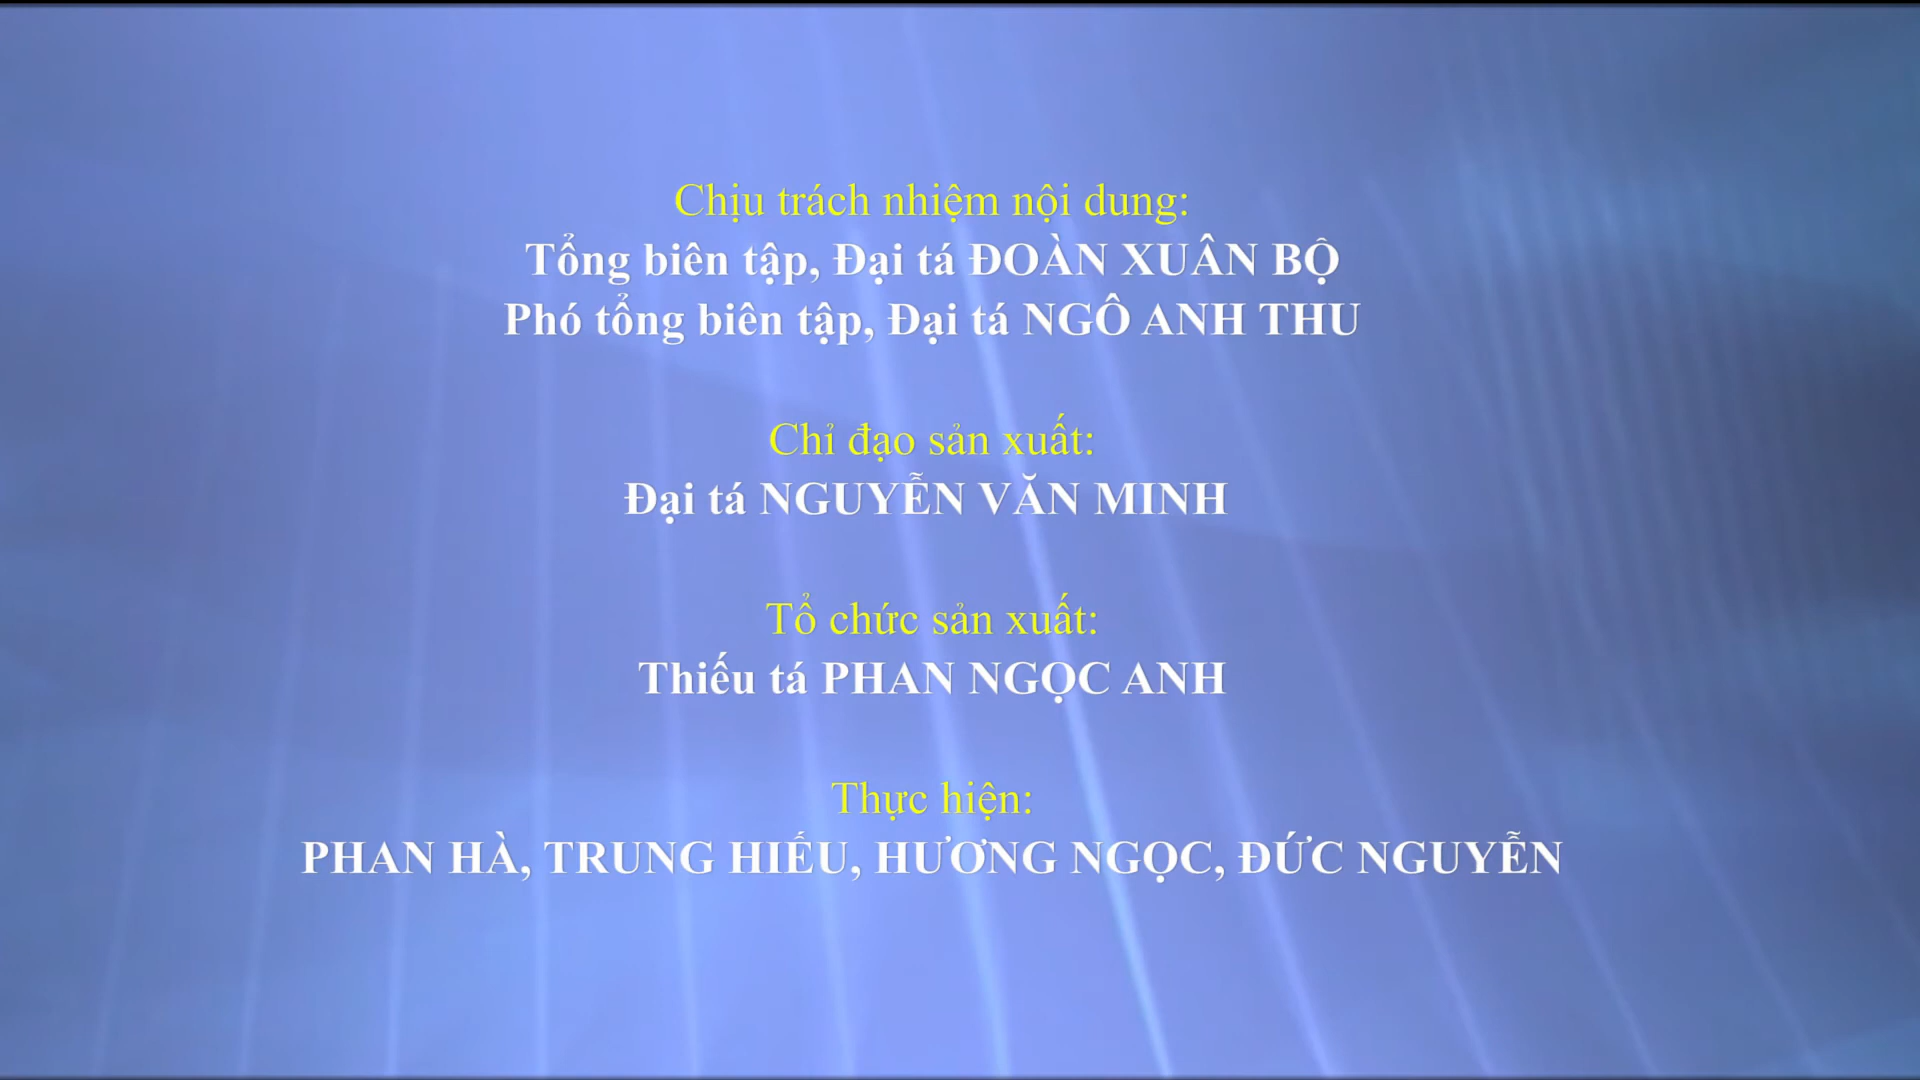 Chịu trách nhiệm nội dung:
Tổng biên tập, Đại tá ĐOÀN XUÂN BỘ
Phó tổng biên tập, Đại tá NGÔ ANH THU
Chỉ đạo sản xuất:
Đại tá NGUYỄN VĂN MINH
Tổ chức sản xuất:
Thiếu tá PHAN NGỌC ANH
Thực hiện:
PHAN HÀ, TRUNG HIẾU, HƯƠNG NGỌC, ĐỨC NGUYỄN